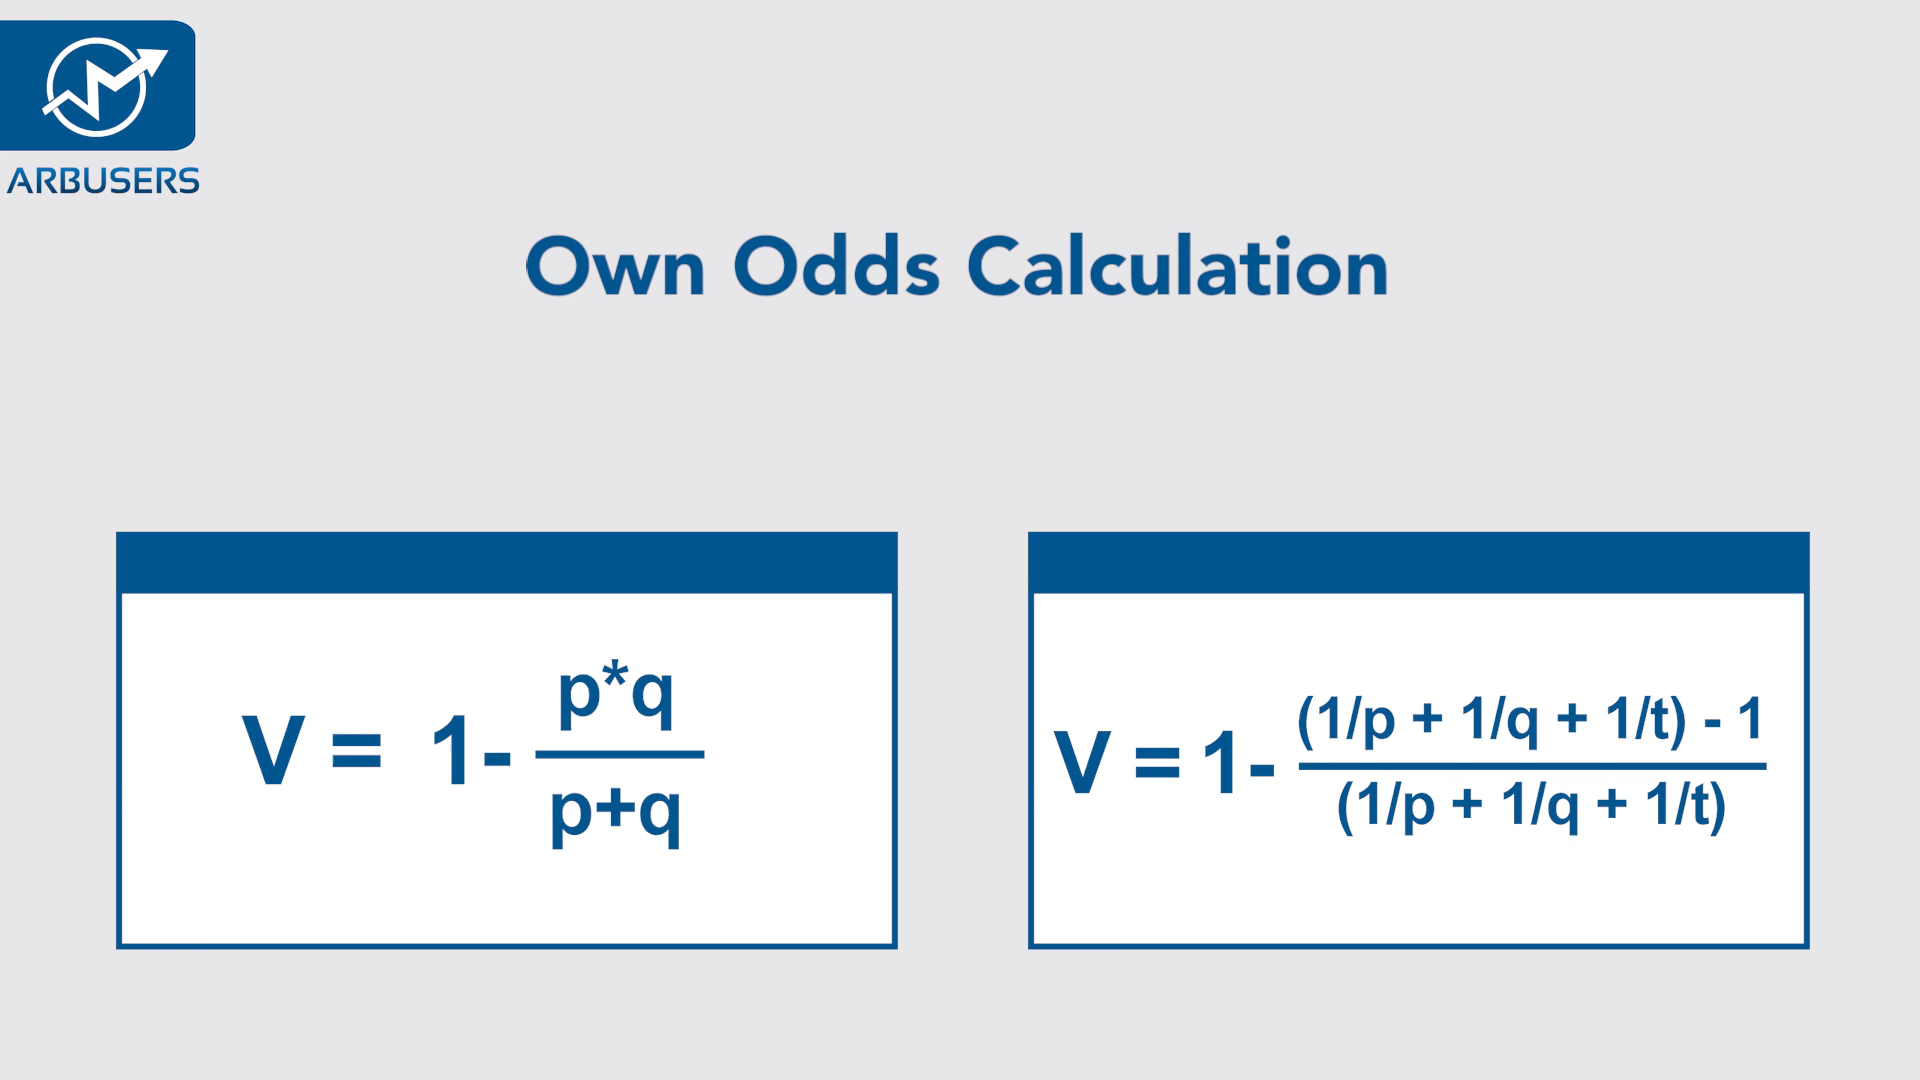 ARBUSERS
Own Odds Calculation
V = 1- p*q
p+q
V = 1- (1/p + 1/q + 1/t) - 1
(1/p + 1/q + 1/t)